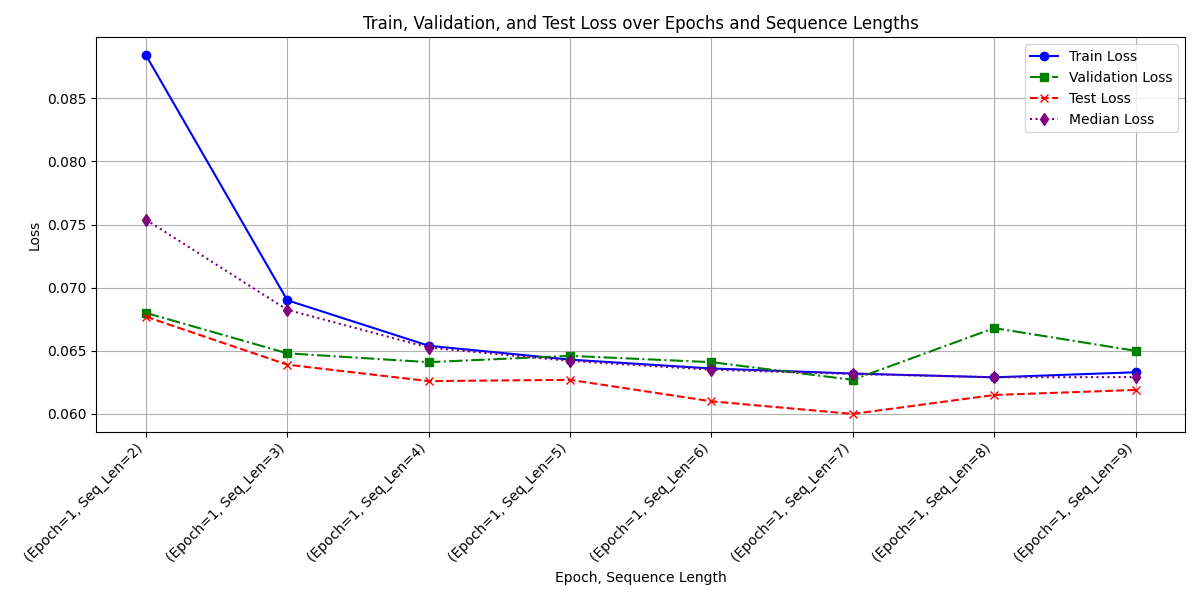 Train, Validation, and Test Loss over Epochs and Sequence Lengths
Train Loss
Validation Loss
Test Loss
Median Loss
0.085
0.080
0.075
0.070
0.065
0.060
Loss
(Epoch=1, Seq_Len=2)
(Epoch=1, Seq_Len=3)
(Epoch=1, Seq_Len=4)
(Epoch=1, Seq_Len=5)
(Epoch=1, Seq_Len=6)
(Epoch=1, Seq_Len=7)
(Epoch=1, Seq_Len=8)
(Epoch=1, Seq_Len=9)
Epoch, Sequence Length